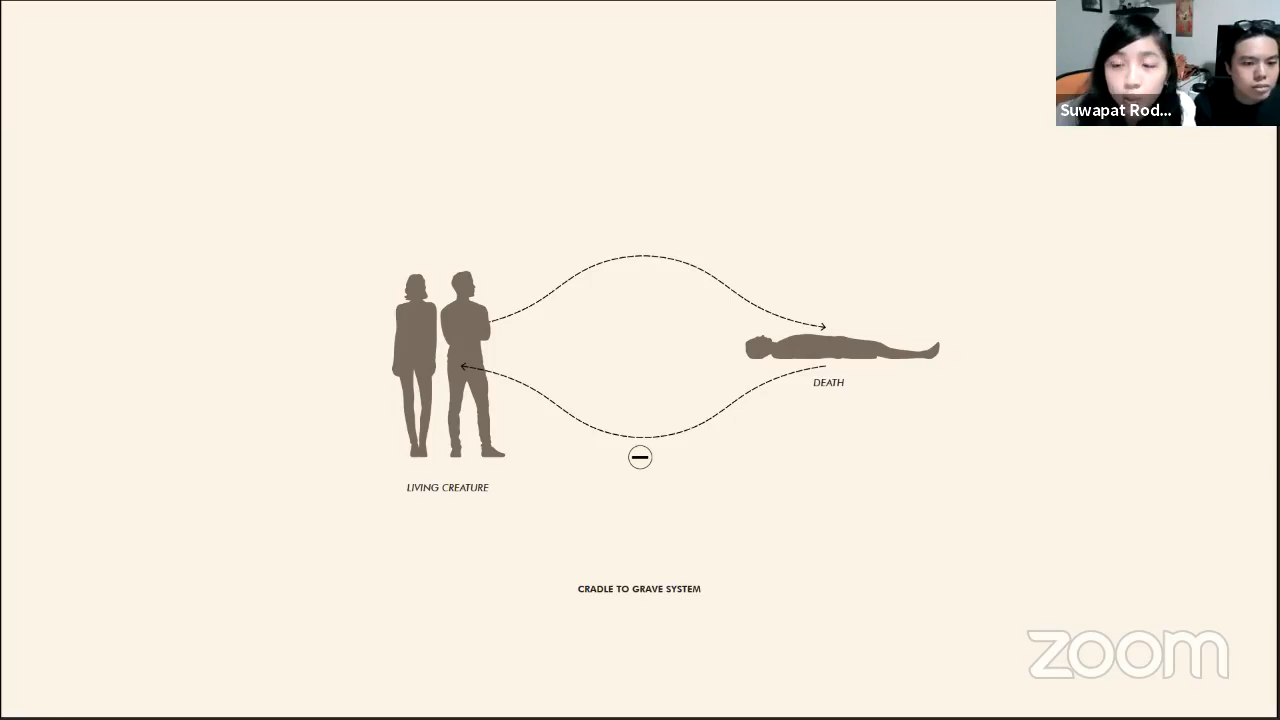 Suwapat Rod...
DEATH
LIVING CREATURE
CRADLE TO GRAVE SYSTEM
zoom